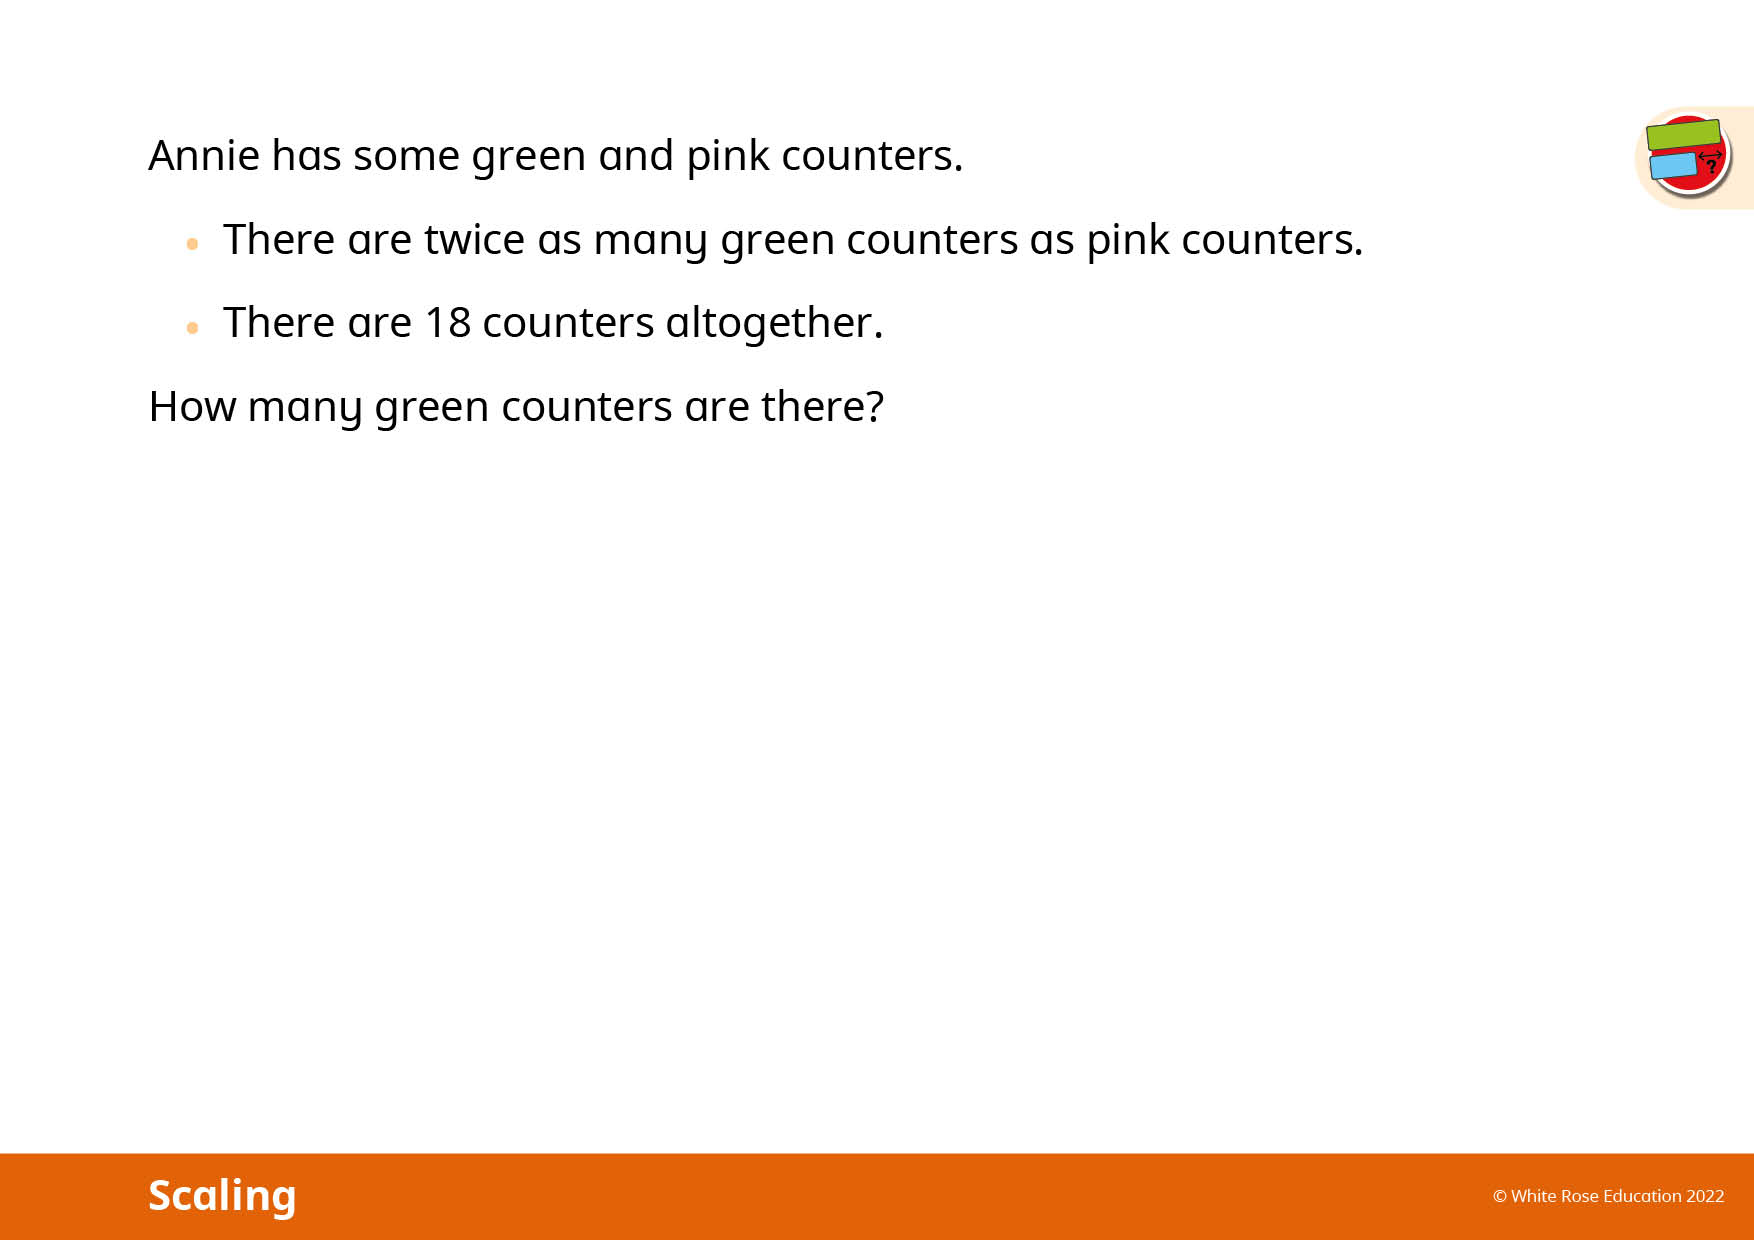 Annie has some green and pink counters.
• There are twice as many green counters as pink counters.
• There are 18 counters altogether.
How many green counters are there?
?
Scaling
© White Rose Education 2022